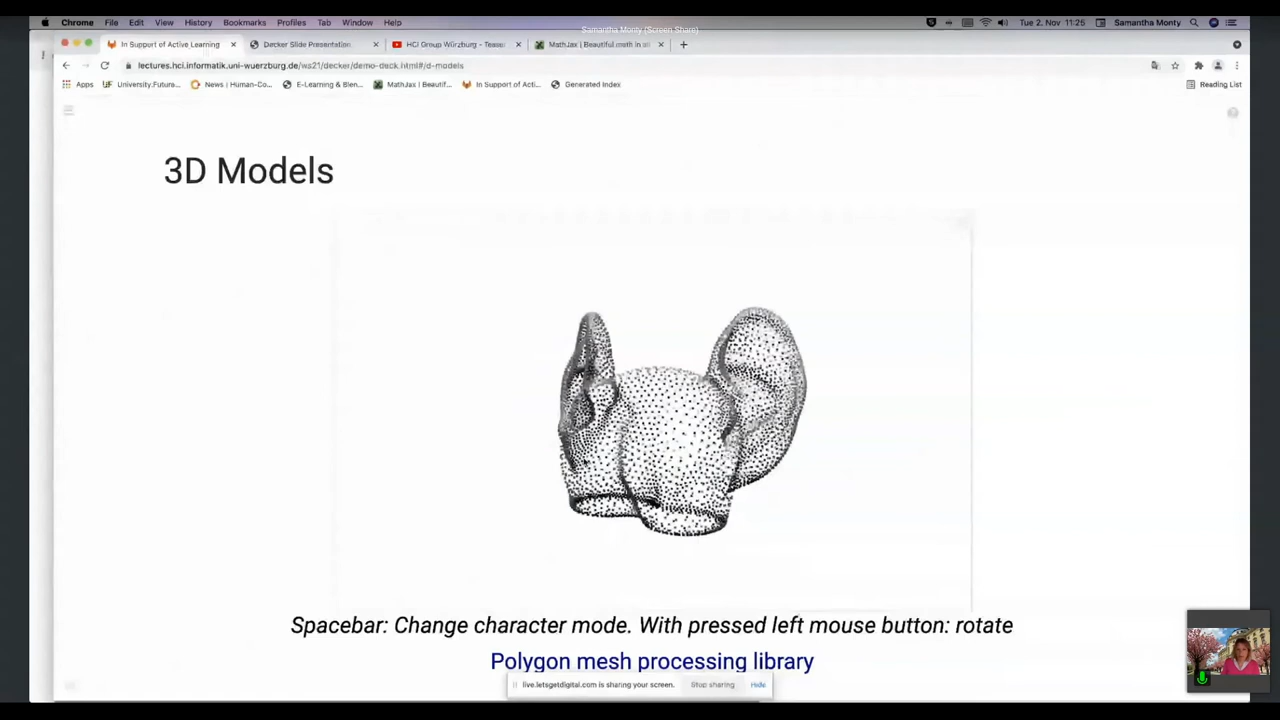 Chrome File Edit View History Bookmarks Profiles Tab Window Help
Tue 2. Nov 11:25 Samantha Monty
Samantha Monty (Screen Share)
In Support of Active Learning
Decker Slide Presentation
HCI Group Würzburg - Teaser
MathJax | Beautiful math in all
lectures.hci.informatik.uni-wuerzburg.de/ws21/decker/demo-deck.html#/d-models
Apps
University.Future...
News | Human-Co...
E-Learning & Blen...
MathJax | Beautif...
In Support of Acti...
Generated Index
Reading List
3D Models
Spacebar: Change character mode. With pressed left mouse button: rotate
Polygon mesh processing library
live.letsgetdigital.com is sharing your screen. Stop sharing Hide